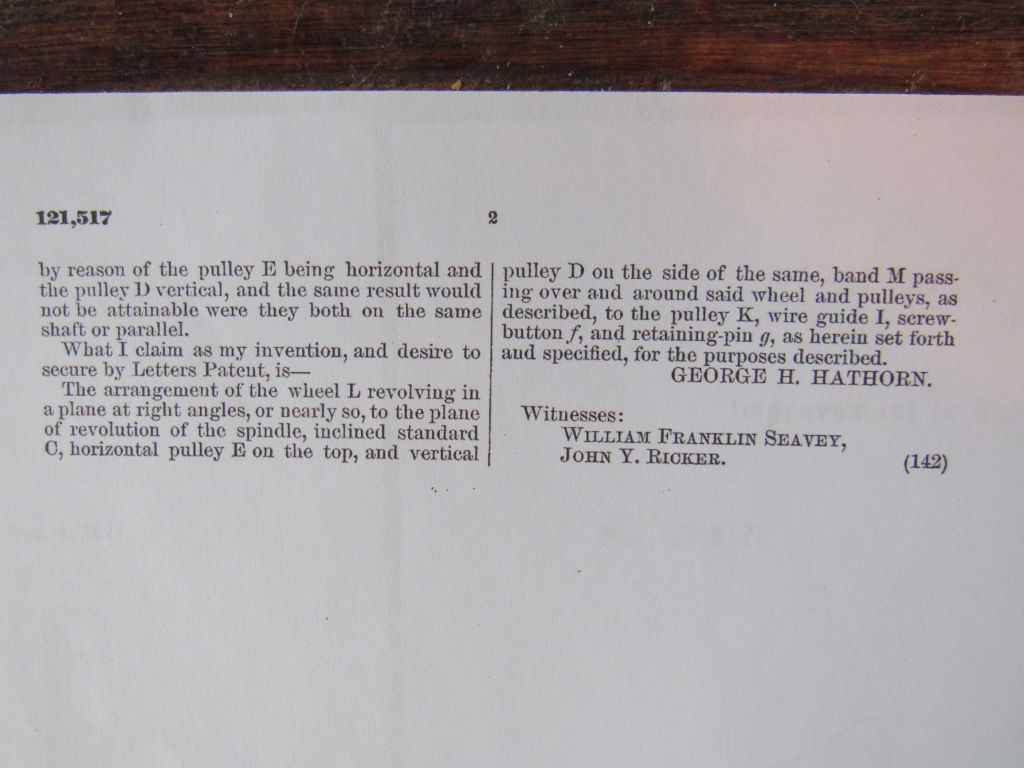 121,517
2
by reason of the pulley E being horizontal and
the pulley D vertical, and the same result would
not be attainable were they both on the same
shaft or parallel.
What I claim as my invention, and desire to
secure by Letters Patent, is—
The arrangement of the wheel L revolving in
a plane at right angles, or nearly so, to the plane
of revolution of the spindle, inclined standard
C, horizontal pulley E on the top, and vertical
pulley D on the side of the same, band M pass-
ing over and around said wheel and pulleys, as
described, to the pulley K, wire guide I, screw-
button f, and retaining-pin g, as herein set forth
and specified, for the purposes described.
GEORGE H. HATHORN.
Witnesses:
WILLIAM FRANKLIN SEAVEY,
JOHN Y. RICKER.
(142)